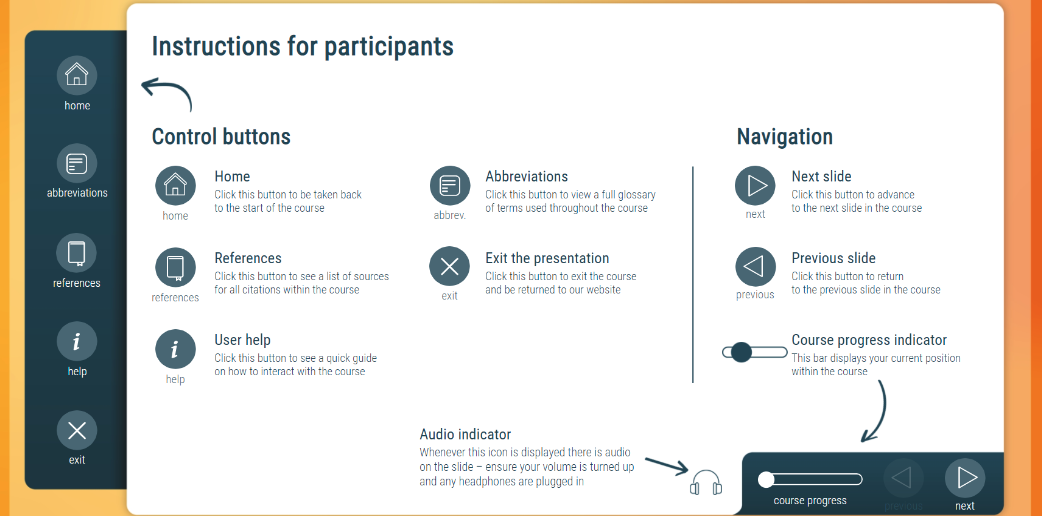 Instructions for participants
home
abbreviations
references
help
exit
Control buttons
home
Home
Click this button to be taken back
to the start of the course
references
References
Click this button to see a list of sources
for all citations within the course
help
User help
Click this button to see a quick guide
on how to interact with the course
abbrev.
Abbreviations
Click this button to view a full glossary
of terms used throughout the course
exit
Exit the presentation
Click this button to exit the course
and be returned to our website
Navigation
next
Next slide
Click this button to advance
to the next slide in the course
previous
Previous slide
Click this button to return
to the previous slide in the course
Course progress indicator
This bar displays your current position
within the course
Audio indicator
Whenever this icon is displayed there is audio
on the slide – ensure your volume is turned up
and any headphones are plugged in
course progress
previous
next